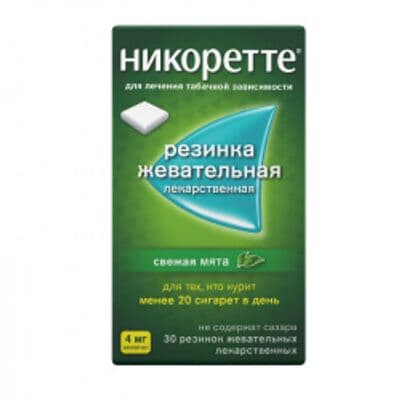 никоретте®
для лечения табачной зависимости
резинка
жевательная
лекарственная
свежая мята
для тех, кто курит
менее 20 сигарет в день
4 мг
не содержат сахара
30 резинок жевательных
лекарственных